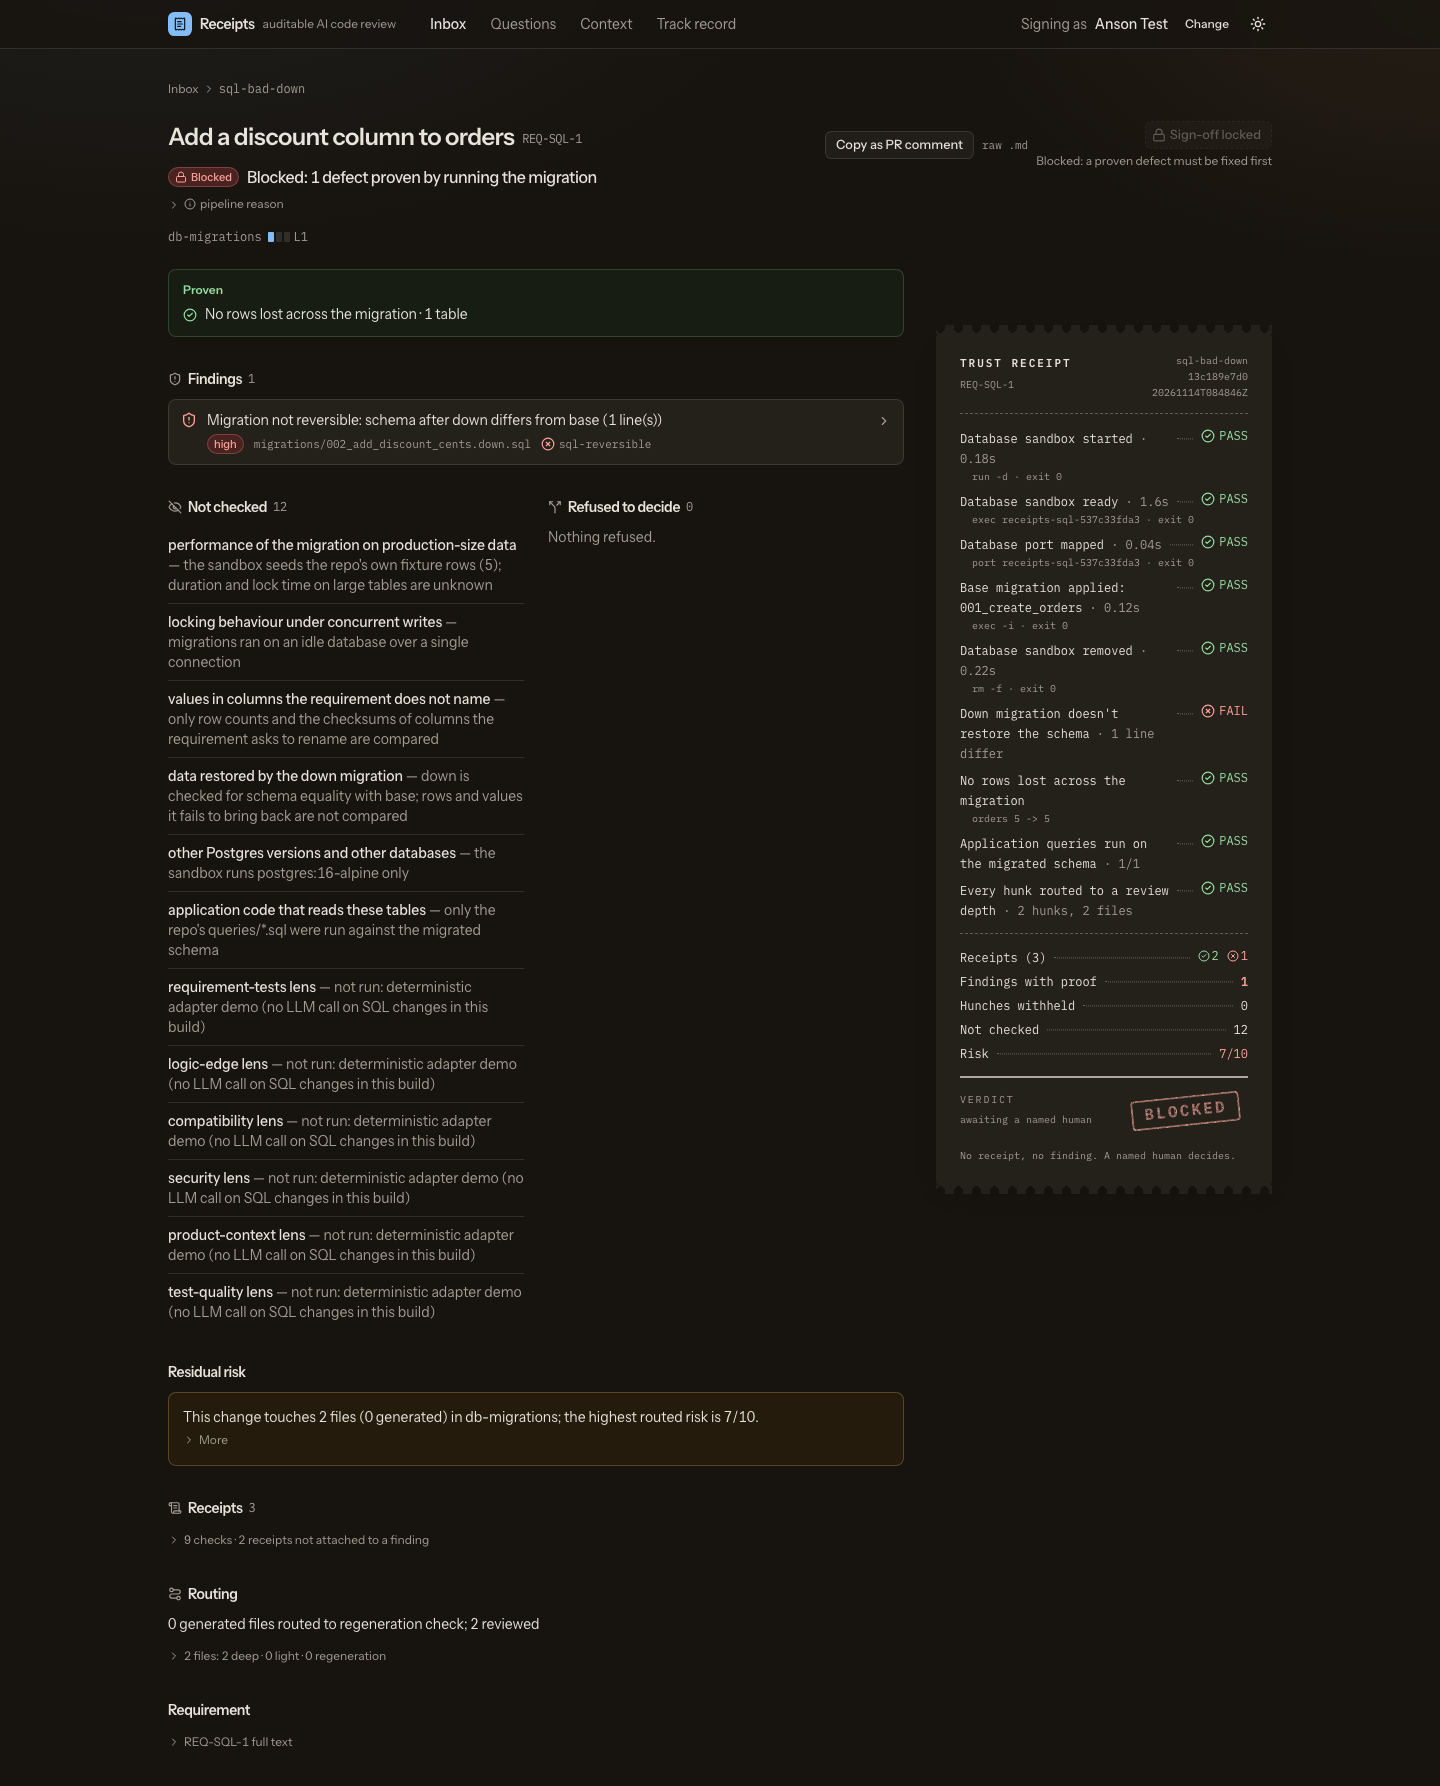 Receipts auditable AI code review Inbox Questions Context Track record Signing as Anson Test Change
Inbox > sql-bad-down
Add a discount column to orders REQ-SQL-1
Copy as PR comment raw .md
Sign-off locked
Blocked: a proven defect must be fixed first
Blocked Blocked: 1 defect proven by running the migration
pipeline reason
db-migrations L1
Proven
No rows lost across the migration · 1 table
Findings 1
Migration not reversible: schema after down differs from base (1 line(s))
high migrations/002_add_discount_cents.down.sql sql-reversible
Not checked 12
performance of the migration on production-size data
— the sandbox seeds the repo's own fixture rows (5);
duration and lock time on large tables are unknown
locking behaviour under concurrent writes —
migrations ran on an idle database over a single
connection
values in columns the requirement does not name —
only row counts and the checksums of columns the
requirement asks to rename are compared
data restored by the down migration — down is
checked for schema equality with base; rows and values
it fails to bring back are not compared
other Postgres versions and other databases — the
sandbox runs postgres:16-alpine only
application code that reads these tables — only the
repo's queries/*.sql were run against the migrated
schema
requirement-tests lens — not run: deterministic
adapter demo (no LLM call on SQL changes in this
build)
logic-edge lens — not run: deterministic adapter demo
(no LLM call on SQL changes in this build)
compatibility lens — not run: deterministic adapter
demo (no LLM call on SQL changes in this build)
security lens — not run: deterministic adapter demo (no
LLM call on SQL changes in this build)
product-context lens — not run: deterministic adapter
demo (no LLM call on SQL changes in this build)
test-quality lens — not run: deterministic adapter demo
(no LLM call on SQL changes in this build)
Refused to decide 0
Nothing refused.
Residual risk
This change touches 2 files (0 generated) in db-migrations; the highest routed risk is 7/10.
More
Receipts 3
9 checks · 2 receipts not attached to a finding
Routing
0 generated files routed to regeneration check; 2 reviewed
2 files: 2 deep · 0 light · 0 regeneration
Requirement
REQ-SQL-1 full text
TRUST RECEIPT sql-bad-down
13c189e7d0
REQ-SQL-1
20261114T084846Z
Database sandbox started · PASS
0.18s
run -d · exit 0
Database sandbox ready · 1.6s PASS
exec receipts-sql-537c33fda3 · exit 0
Database port mapped · 0.04s PASS
port receipts-sql-537c33fda3 · exit 0
Base migration applied: PASS
001_create_orders · 0.12s
exec -i · exit 0
Database sandbox removed · PASS
0.22s
rm -f · exit 0
Down migration doesn't FAIL
restore the schema · 1 line
differ
No rows lost across the PASS
migration
orders 5 -> 5
Application queries run on PASS
the migrated schema · 1/1
Every hunk routed to a review PASS
depth · 2 hunks, 2 files
Receipts (3) 2 1
Findings with proof 1
Hunches withheld 0
Not checked 12
Risk 7/10
VERDICT
awaiting a named human
BLOCKED
No receipt, no finding. A named human decides.